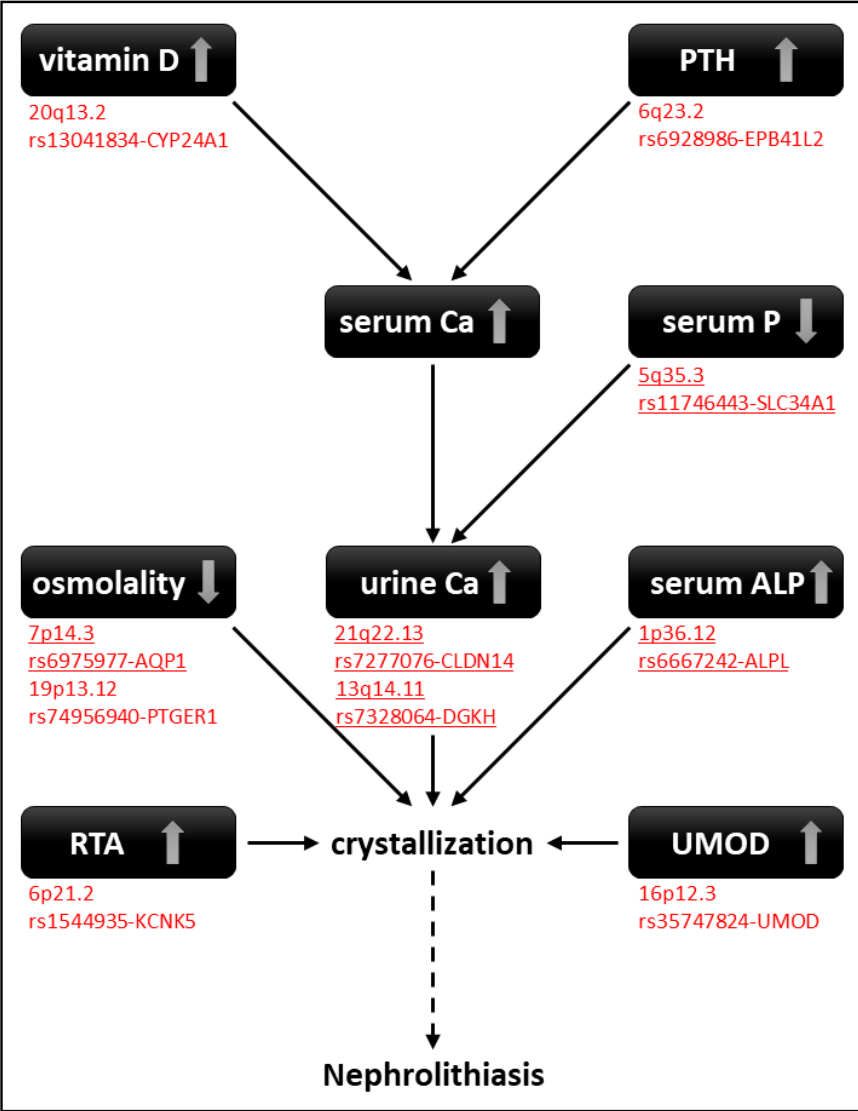 vitamin D
20q13.2
rs13041834-CYP24A1
PTH
6q23.2
rs6928986-EPB41L2
serum Ca
serum P
5q35.3
rs11746443-SLC34A1
osmolality
7p14.3
rs6975977-AQP1
19p13.12
rs74956940-PTGER1
urine Ca
21q22.13
rs7277076-CLDN14
13q14.11
rs7328064-DGKH
serum ALP
1p36.12
rs6667242-ALPL
RTA
6p21.2
rs1544935-KCNK5
crystallization
UMOD
16p12.3
rs35747824-UMOD
Nephrolithiasis